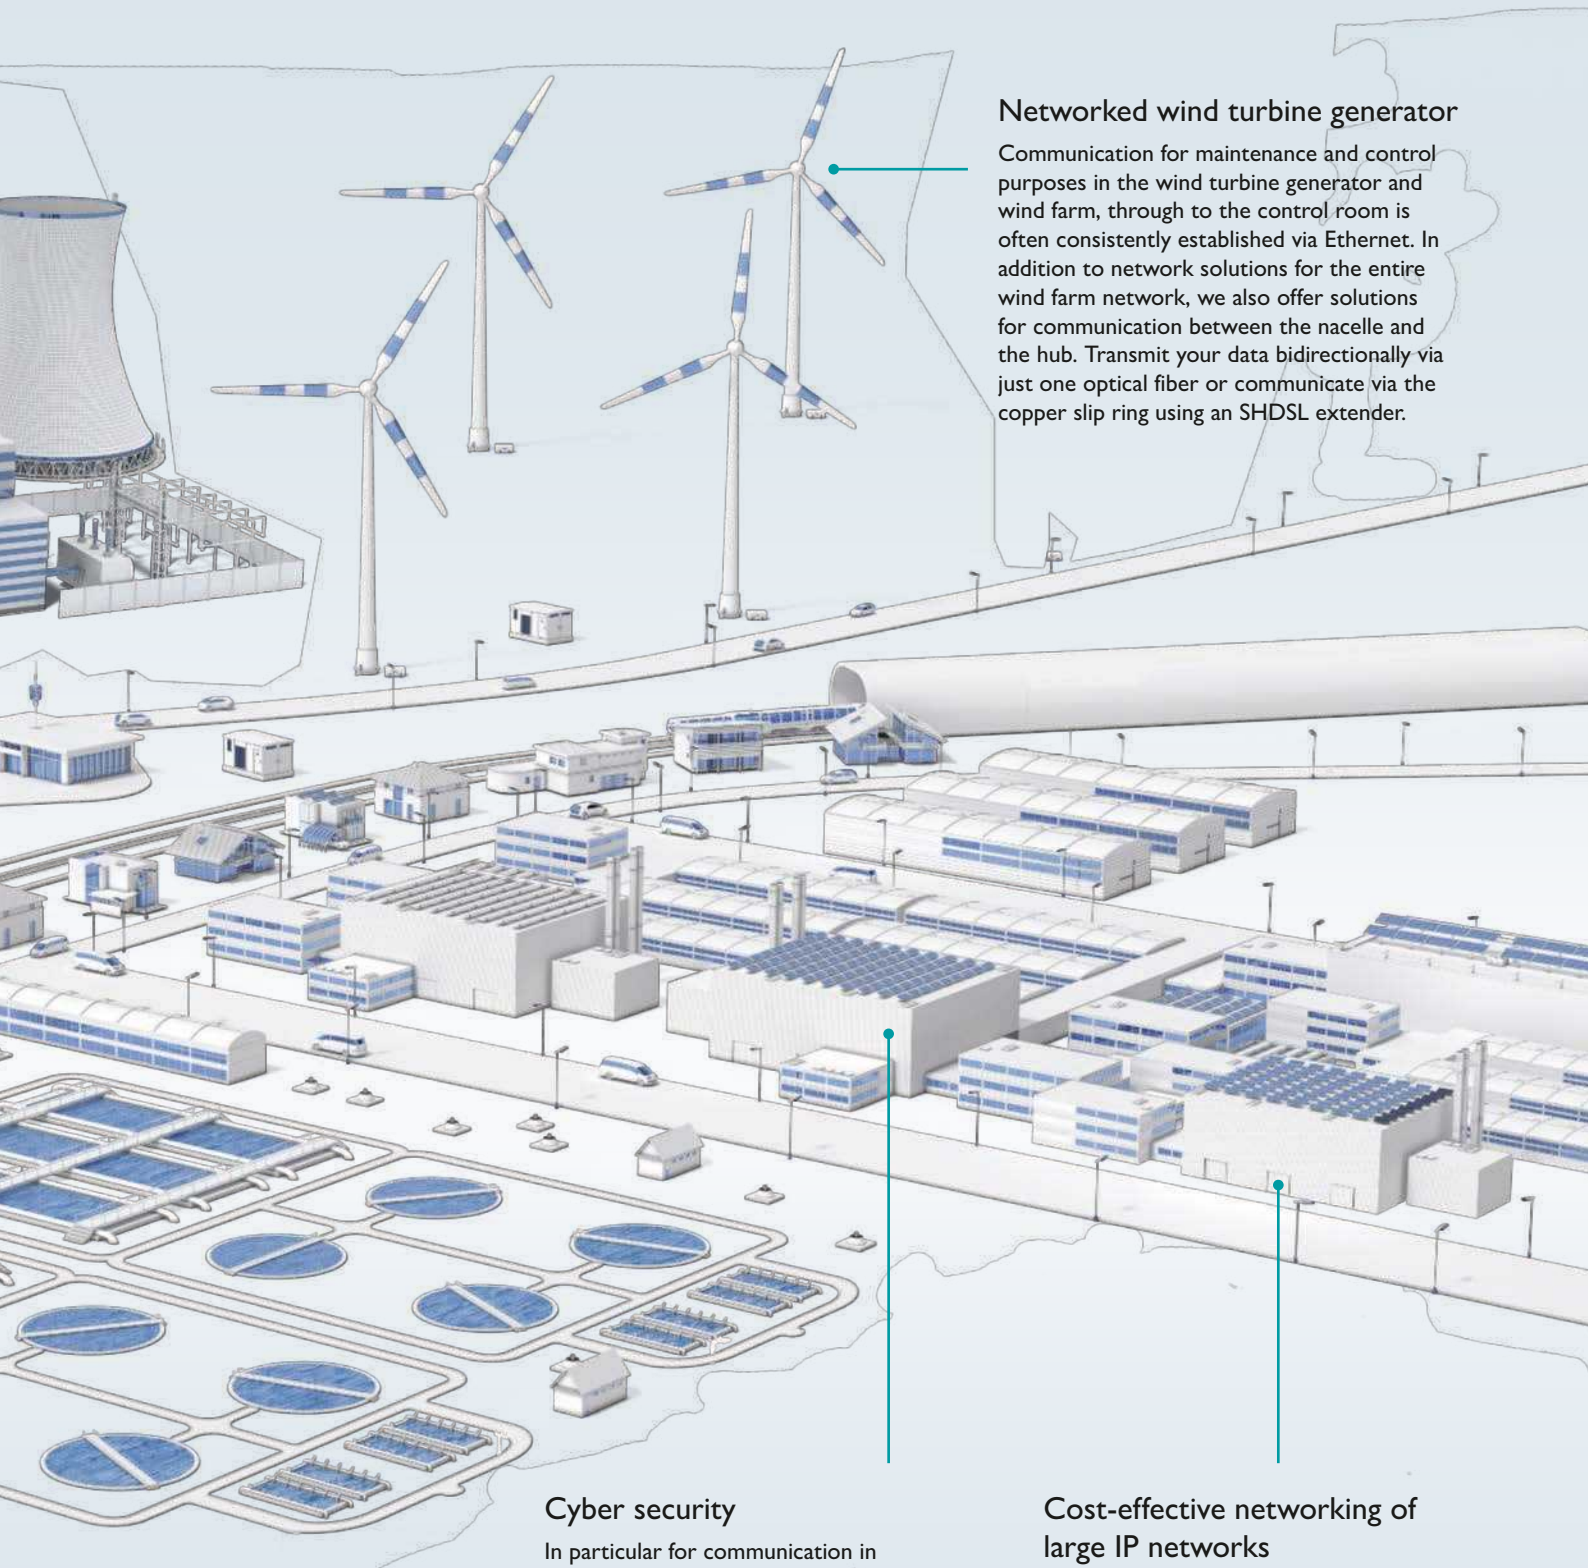 Networked wind turbine generator
Communication for maintenance and control
purposes in the wind turbine generator and
wind farm, through to the control room is
often consistently established via Ethernet. In
addition to network solutions for the entire
wind farm network, we also offer solutions
for communication between the nacelle and
the hub. Transmit your data bidirectionally via
just one optical fiber or communicate via the
copper slip ring using an SHDSL extender.
Cyber security
In particular for communication in
Cost-effective networking of
large IP networks